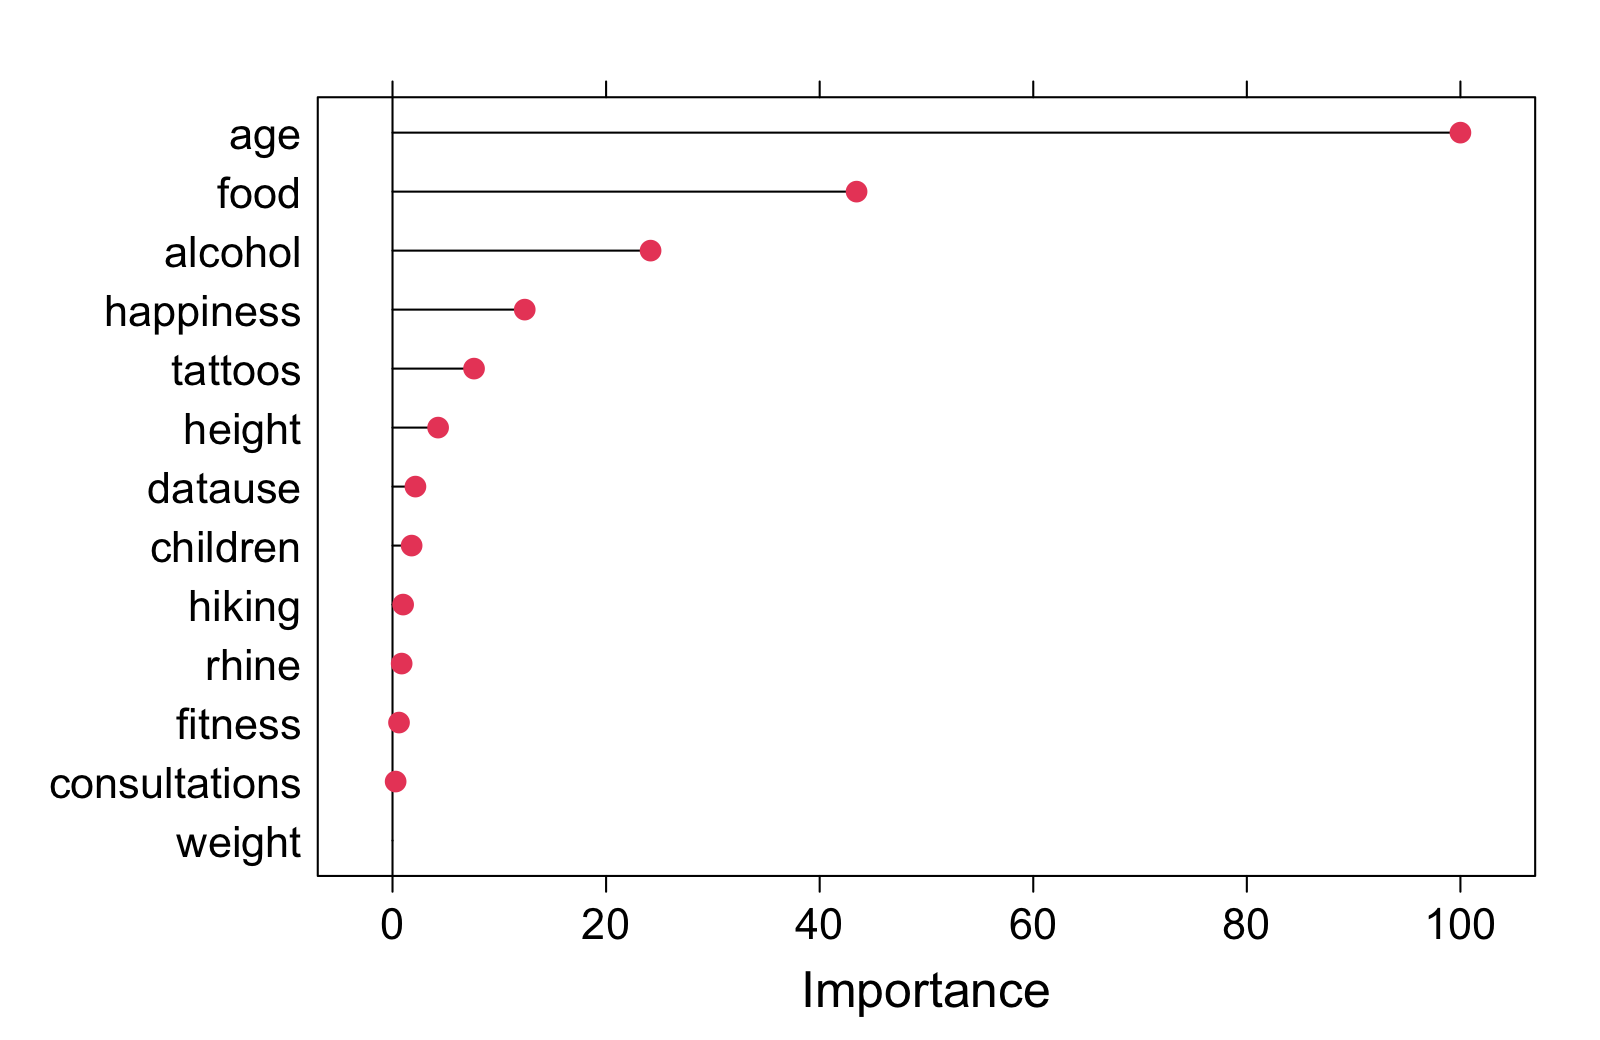 age
food
alcohol
happiness
tattoos
height
datause
children
hiking
rhine
fitness
consultations
weight
0 20 40 60 80 100
Importance